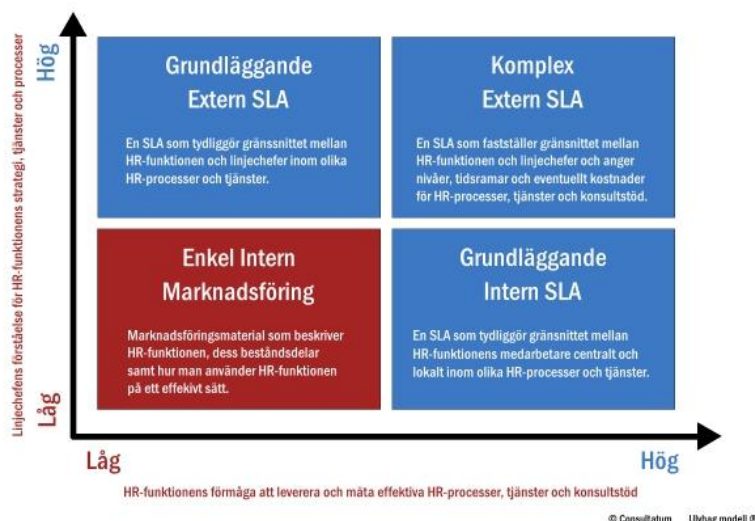 Linjechefens förståelse för HR-funktionens strategi, tjänster och processer
Hög
Låg
Grundläggande
Extern SLA
En SLA som tydliggör gränssnittet mellan
HR-funktionen och linjechefer inom olika
HR-processer och tjänster.
Komplex
Extern SLA
En SLA som fastställer gränsittet mellan
HR-funktionen och linjechefer och anger
nivåer, tidsramar och eventuellt kostnader
för HR-processer, tjänster och konsultstöd.
Enkel Intern
Marknadsföring
Marknadsföringsmaterial som beskriver
HR-funktionen, dess beståndsdelar
samt hur man använder HR-funktionen
på ett effekivt sätt.
Grundläggande
Intern SLA
En SLA som tydliggör gränsittet mellan
HR-funktionens medarbetare centralt och
lokalt inom olika HR-processer och tjänster.
Låg
Hög
HR-funktionens förmåga att leverera och mäta effektiva HR-processer, tjänster och konsultstöd
© Consultatum modell